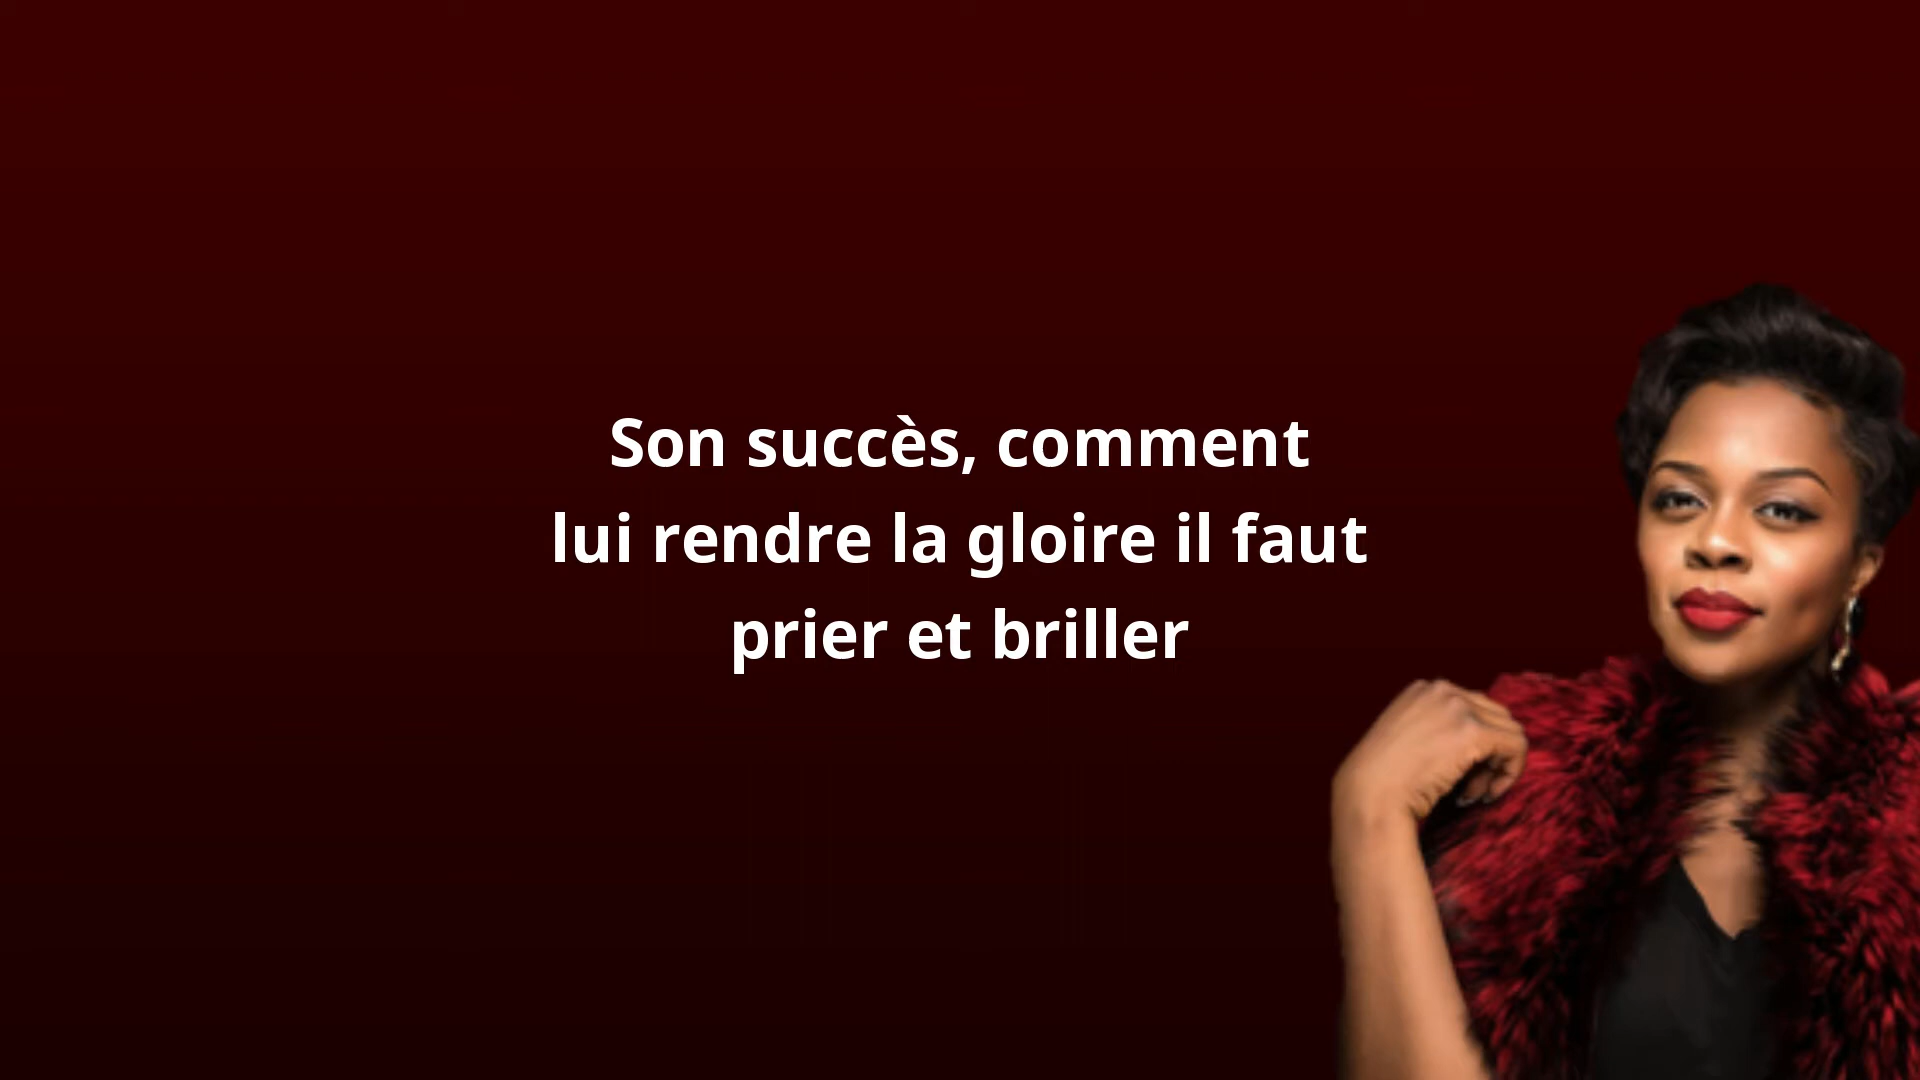 Son succès, comment
lui rendre la gloire il faut
prier et briller